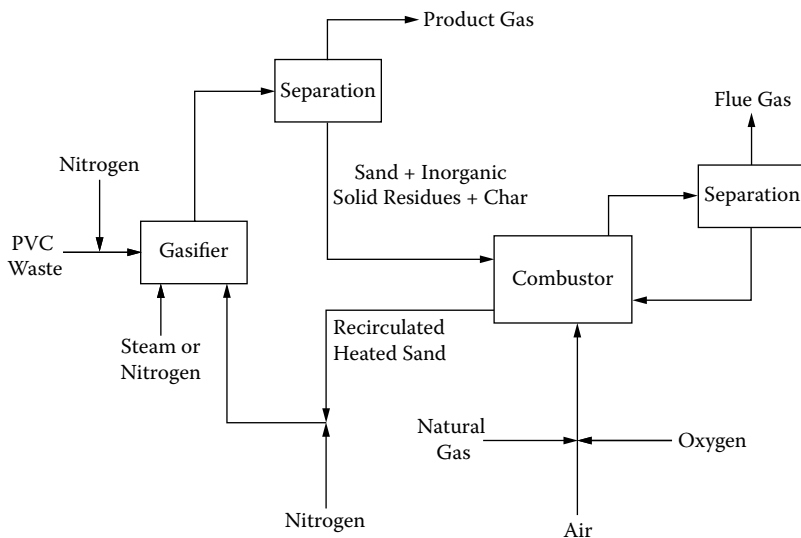 Product Gas
Separation
Flue Gas
Nitrogen
Sand + Inorganic
Solid Residues + Char
Separation
PVC
Waste
Gasifier
Combustor
Steam or
Nitrogen
Recirculated
Heated Sand
Natural
Gas
Oxygen
Nitrogen
Air